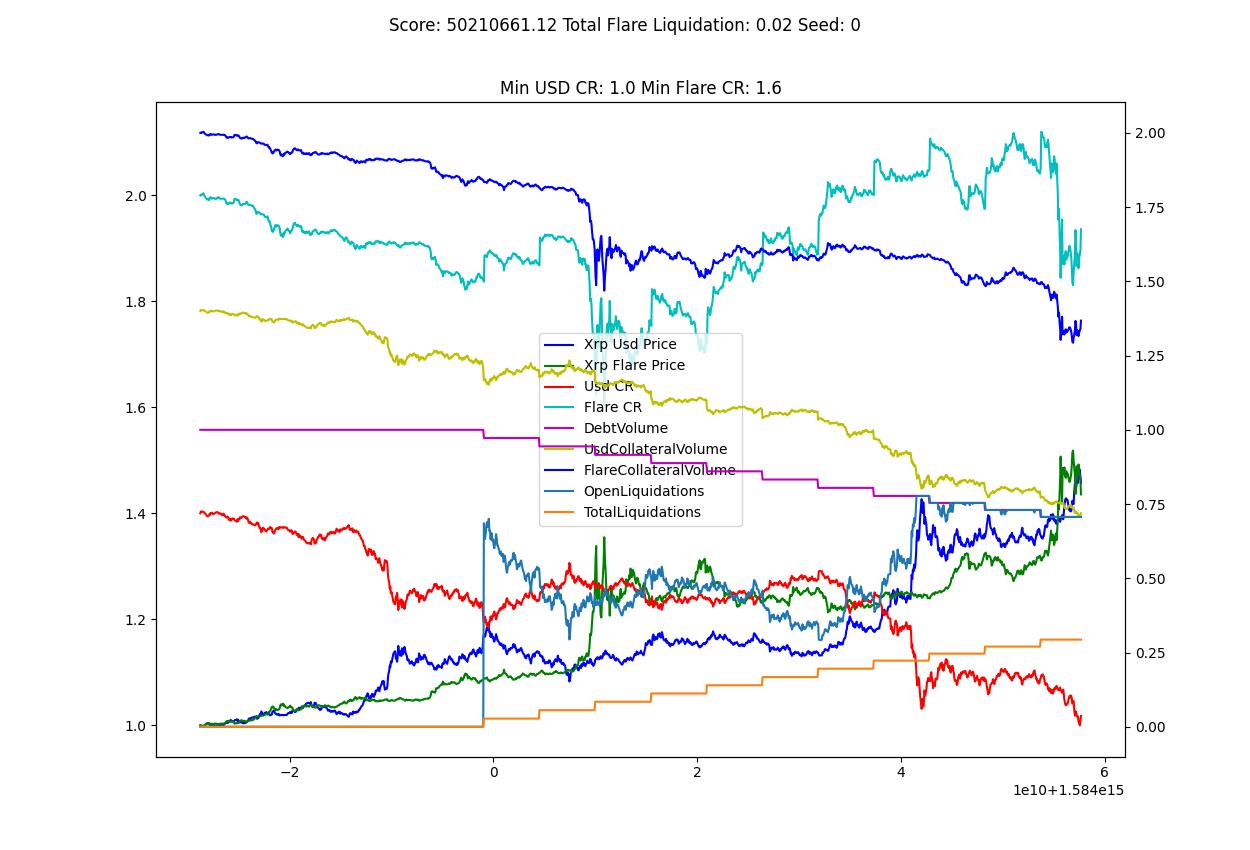 Score: 50210661.12 Total Flare Liquidation: 0.02 Seed: 0
Min USD CR: 1.0 Min Flare CR: 1.6
2.0
1.8
1.6
1.4
1.2
1.0
2.00
1.75
1.50
1.25
1.00
0.75
0.50
0.25
0.00
Xrp Usd Price
Xrp Flare Price
Usd CR
Flare CR
DebtVolume
UsdCollateralVolume
FlareCollateralVolume
OpenLiquidations
TotalLiquidations
−2
0
2
4
6
1e10+1.584e15